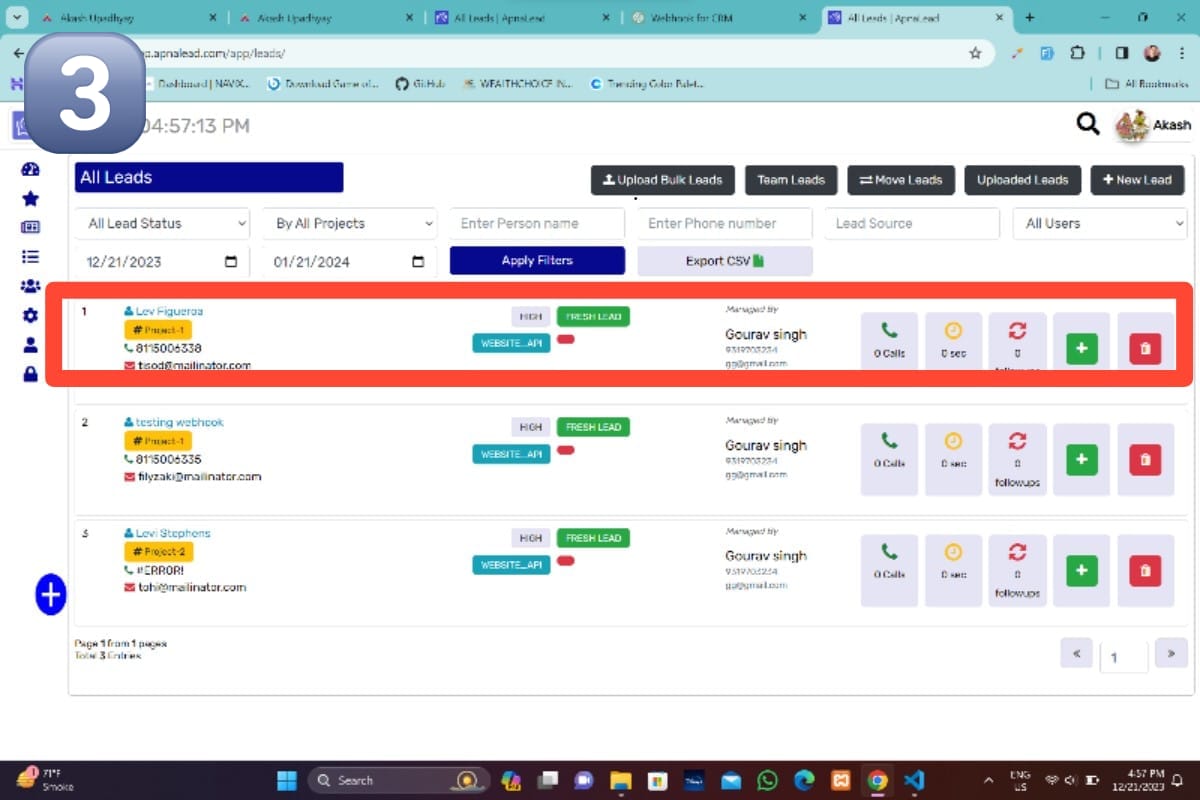 Akash Upadhyay
Akash Upadhyay
All Leads | ApnaLead
Webhook for CRM
All Leads | ApnaLead
.apnalead.com/app/leads/
Dashboard | NAVIX...
Download Game of...
GitHub
WEALTHCHOICE IN...
Trending Color Palet...
All Bookmarks
3
04:57:13 PM
Akash
All Leads
Upload Bulk Leads
Team Leads
Move Leads
Uploaded Leads
New Lead
All Lead Status
By All Projects
Enter Person name
Enter Phone number
Lead Source
All Users
12/21/2023
01/21/2024
Apply Filters
Export CSV
1
Lev Figueroa
# Project-1
8115006338
tisod@mailinator.com
HIGH
FRESH LEAD
WEBSITE_API
Managed By
Gourav singh
9319703234
gg@gmail.com
0 Calls
0 sec
0
followups
2
testing webhook
# Project-1
8115006335
filyzaki@mailinator.com
HIGH
FRESH LEAD
WEBSITE_API
Managed By
Gourav singh
9319703234
gg@gmail.com
0 Calls
0 sec
0
followups
3
Levi Stephens
# Project-2
#ERROR!
tohi@mailinator.com
HIGH
FRESH LEAD
WEBSITE_API
Managed By
Gourav singh
9319703234
gg@gmail.com
0 Calls
0 sec
0
followups
Page 1 from 1 pages
Total 3 Entries
«
1
»
71°F
Smoke
Search
ENG
US
4:57 PM
12/21/2023